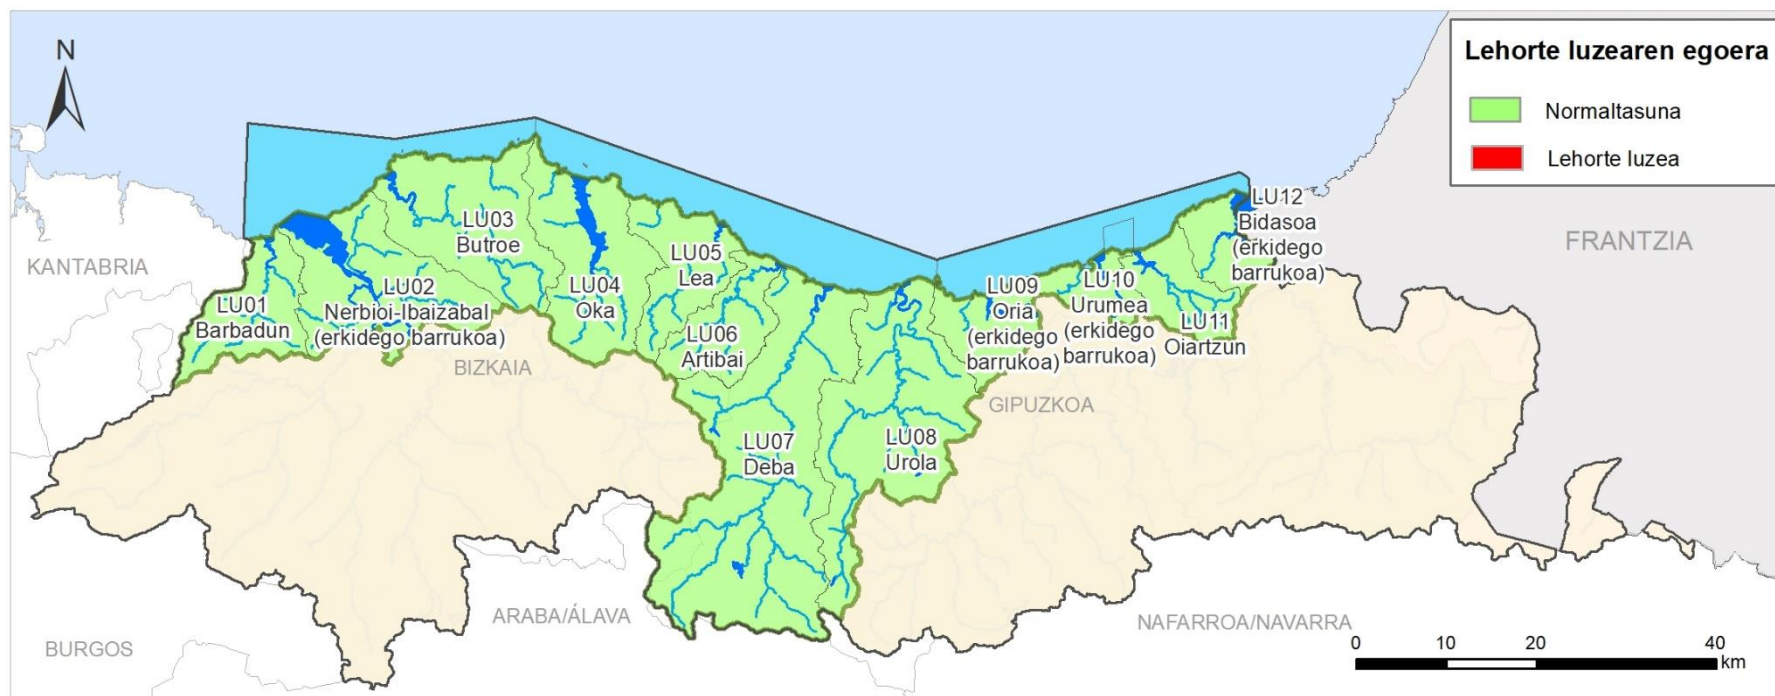 N
Lehorte luzearen egoera
Normaltasuna
Lehorte luzea
KANTABRIA
FRANTZIA
LU01
Barbadun
LU02
Nerbioi-Ibaizabal
(erkidego barrukoa)
LU03
Butroe
LU04
Oka
LU05
Lea
LU06
Artibai
LU07
Deba
LU08
Urola
LU09
Oria
(erkidego
barrukoa)
LU10
Urumea
(erkidego
barrukoa)
LU11
Oiartzun
LU12
Bidasoa
(erkidego
barrukoa)
BIZKAIA
GIPUZKOA
ARABA/ÁLAVA
NAFARROA/NAVARRA
BURGOS
0 10 20 40
km